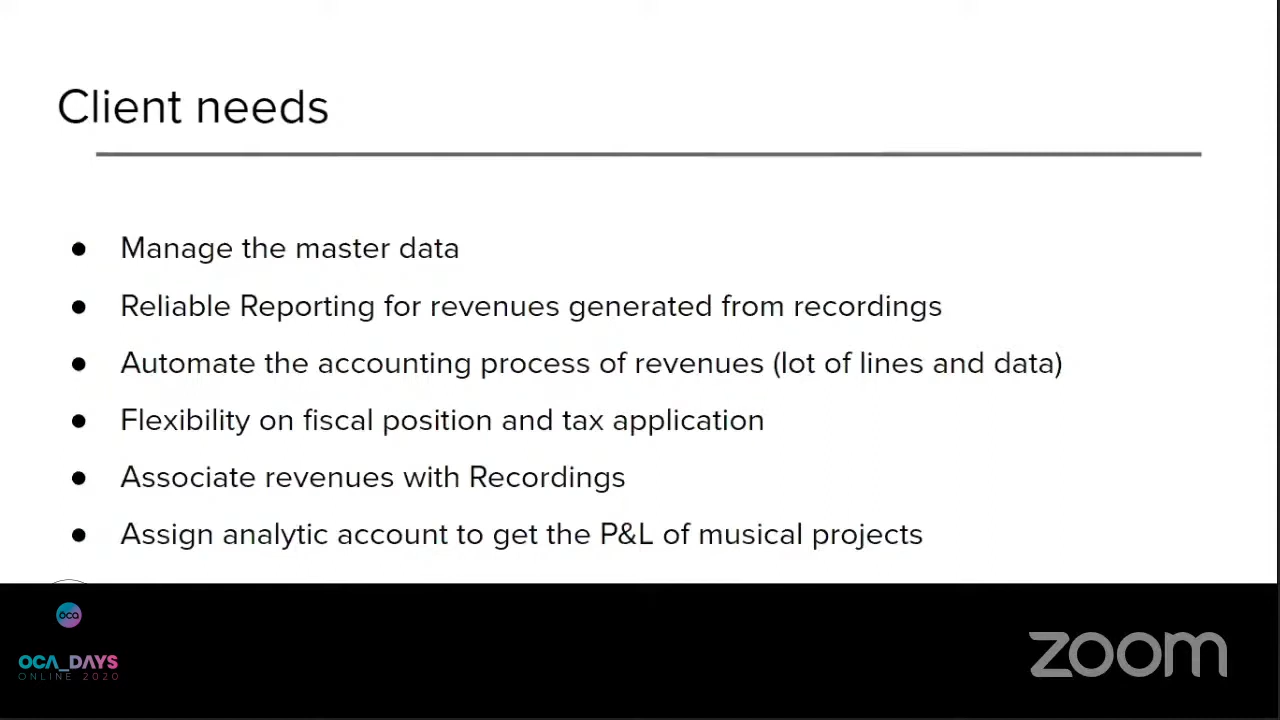 Client needs
● Manage the master data
● Reliable Reporting for revenues generated from recordings
● Automate the accounting process of revenues (lot of lines and data)
● Flexibility on fiscal position and tax application
● Associate revenues with Recordings
● Assign analytic account to get the P&L of musical projects
oca
OCA_DAYS
ONLINE 2020
zoom